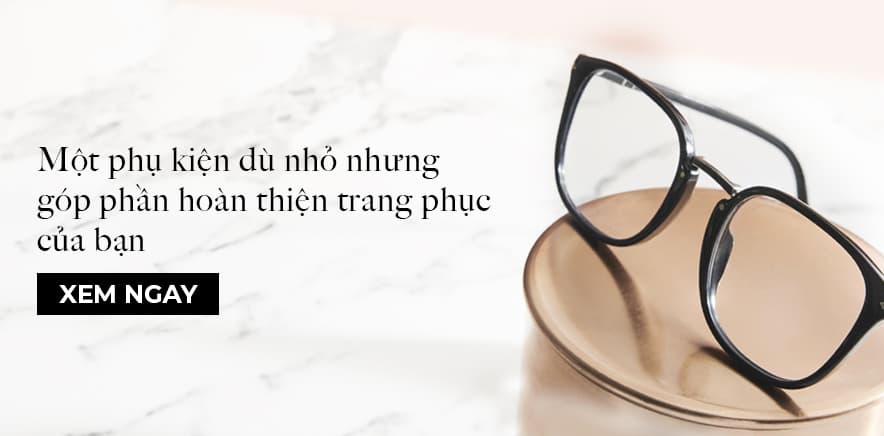 Một phụ kiện dù nhỏ nhưng
góp phần hoàn thiện trang phục
của bạn
XEM NGAY